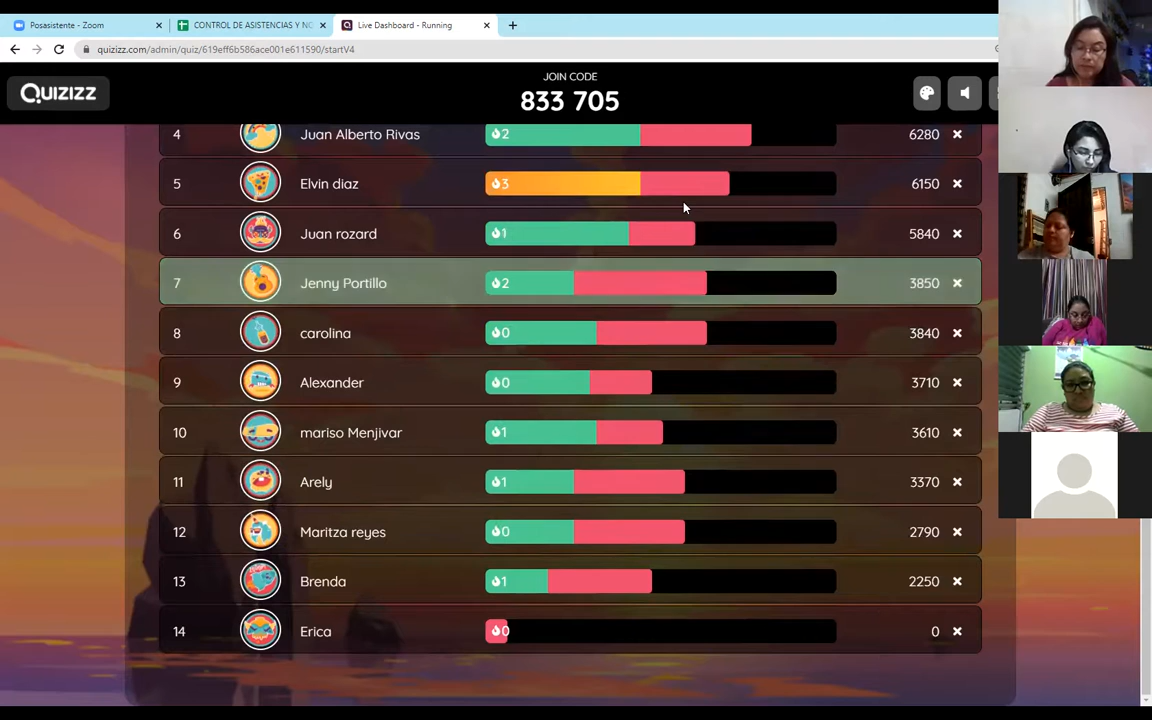 Posasistente - Zoom
CONTROL DE ASISTENCIAS Y NO
Live Dashboard - Running
quizizz.com/admin/quiz/619eff6b586ace001e611590/startV4
Quizizz
JOIN CODE
833 705
4 Juan Alberto Rivas 2 6280
5 Elvin diaz 3 6150
6 Juan rozard 1 5840
7 Jenny Portillo 2 3850
8 carolina 0 3840
9 Alexander 0 3710
10 mariso Menjivar 1 3610
11 Arely 1 3370
12 Maritza reyes 0 2790
13 Brenda 1 2250
14 Erica 0 0